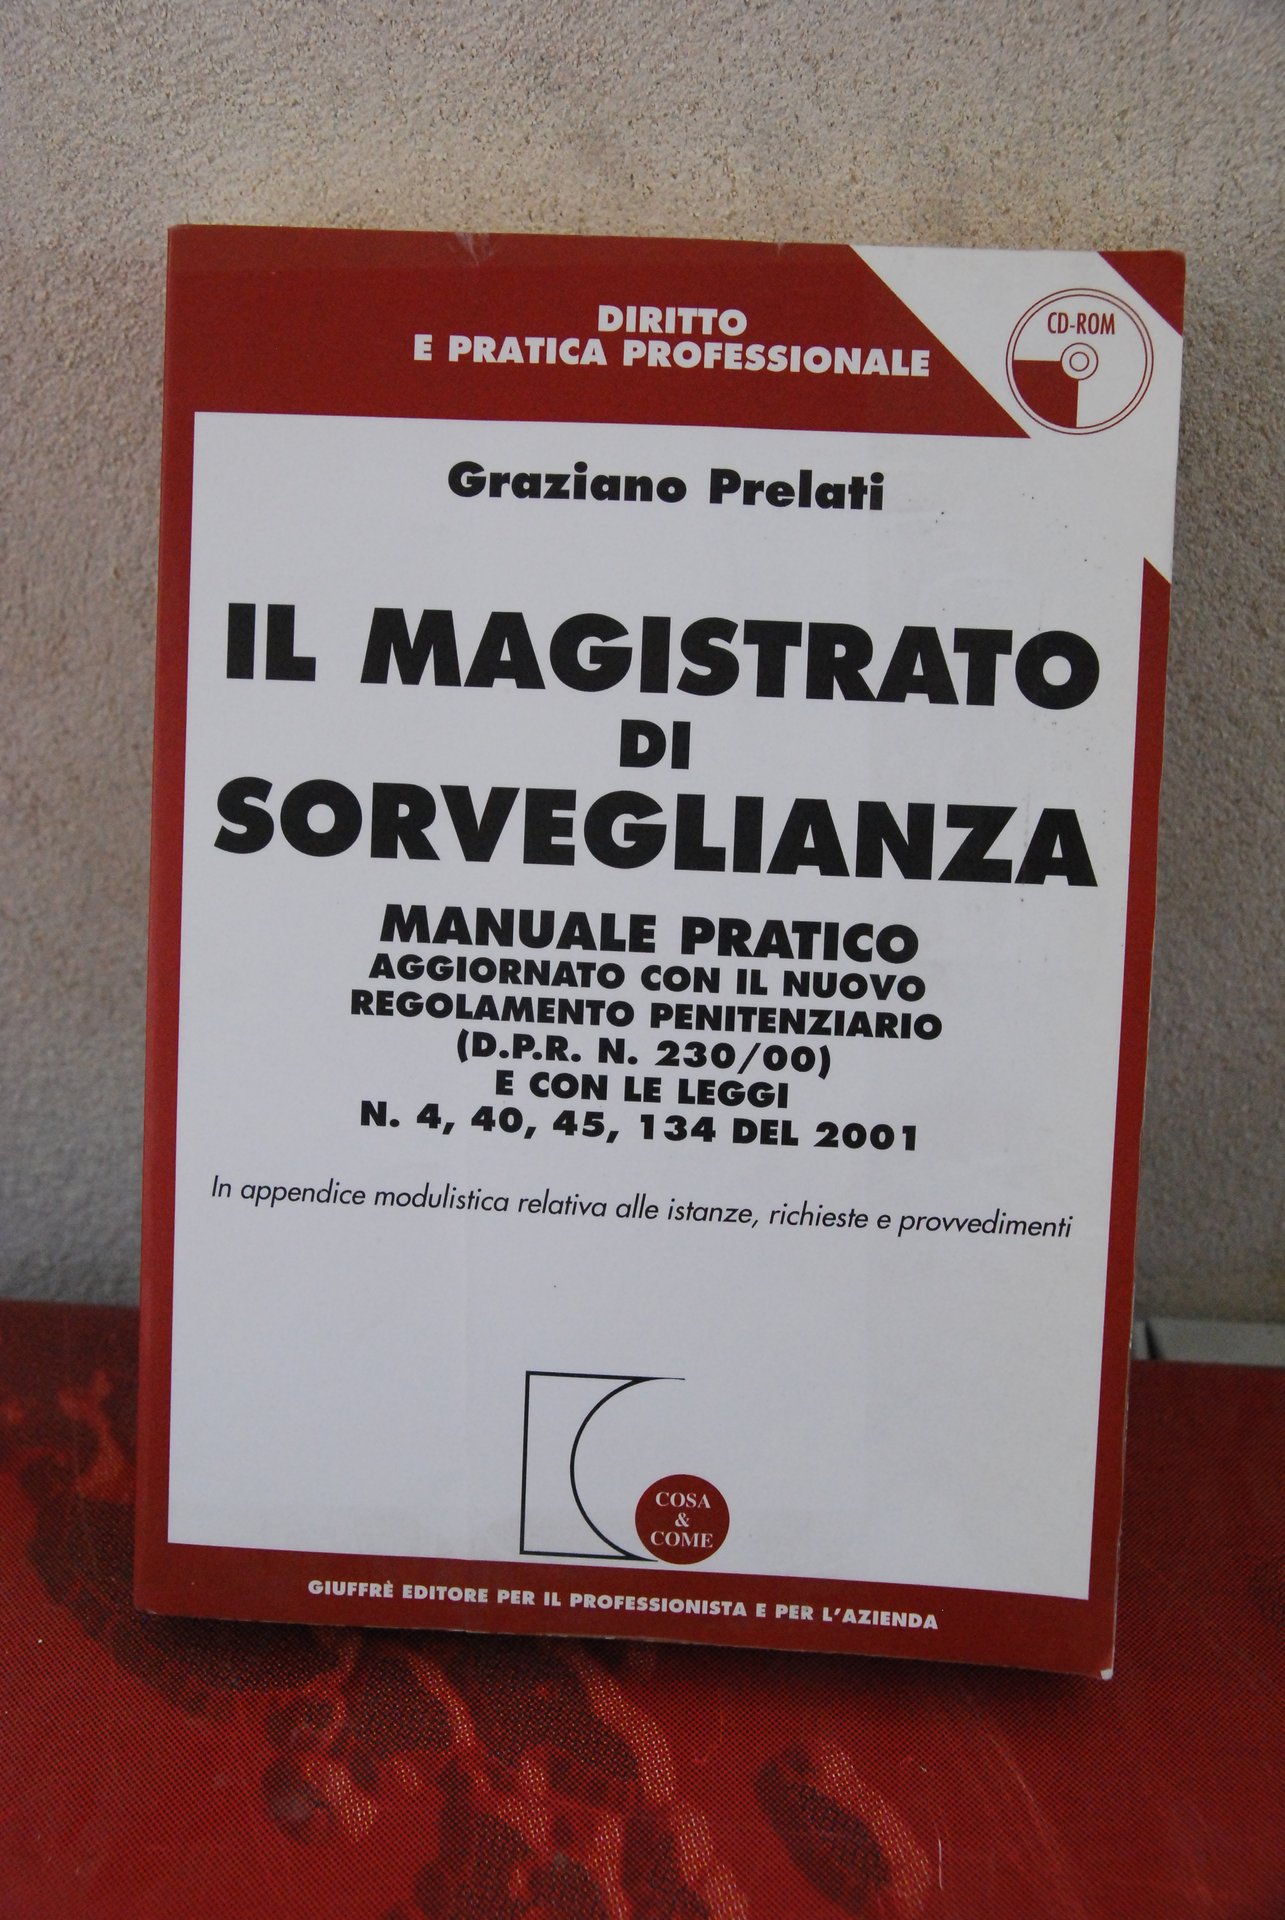 DIRITTO
E PRATICA PROFESSIONALE
CD-ROM
Graziano Prelati
IL MAGISTRATO
DI
SORVEGLIANZA
MANUALE PRATICO
AGGIORNATO CON IL NUOVO
REGOLAMENTO PENITENZIARIO
(D.P.R. N. 230/00)
E CON LE LEGGI
N. 4, 40, 45, 134 DEL 2001
In appendice modulistica relativa alle istanze, richieste e provvedimenti
COSA
&
COME
GIUFFRÈ EDITORE PER IL PROFESSIONISTA E PER L'AZIENDA